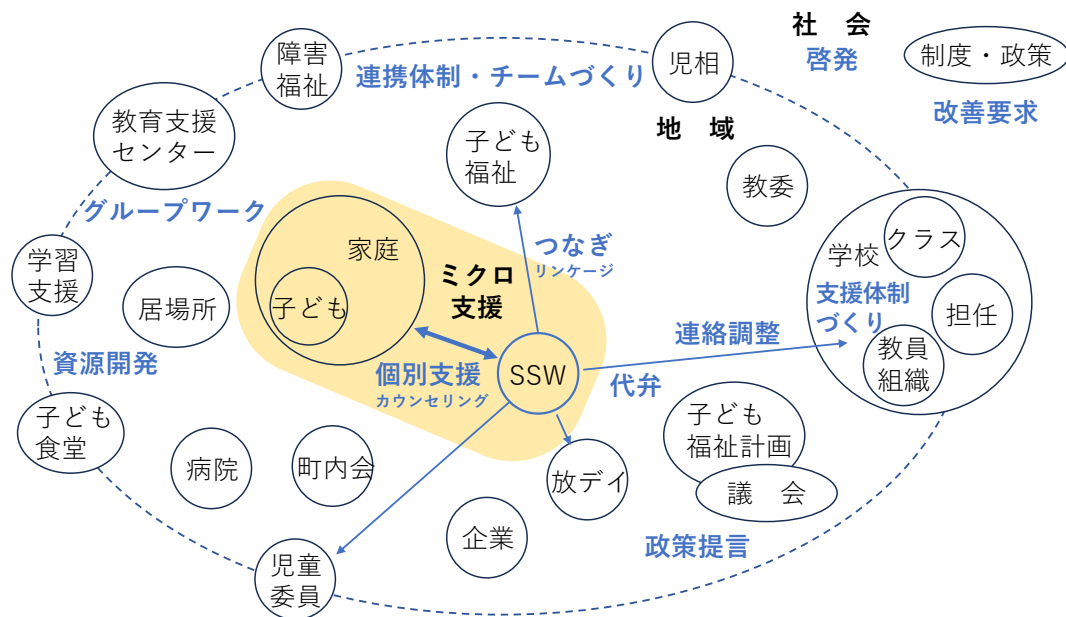 社　会
啓発
制度・政策
改善要求
障害
福祉
連携体制・チームづくり
児相
地　域
教育支援
センター
子ども
福祉
教委
グループワーク
家庭
子ども
ミクロ
支援
つなぎ
リンケージ
学校
クラス
支援体制
づくり
担任
教員
組織
学習
支援
居場所
資源開発
個別支援
カウンセリング
SSW
連絡調整
代弁
子ども
食堂
病院
町内会
放デイ
子ども
福祉計画
議　会
企業
政策提言
児童
委員